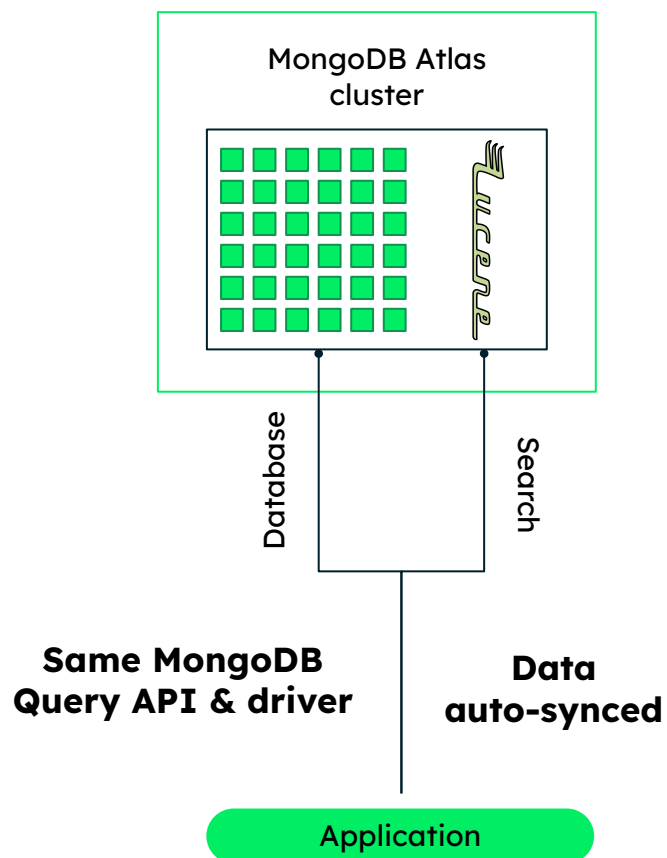 MongoDB Atlas
cluster
Lucene
Database
Search
Same MongoDB
Query API & driver
Data
auto-synced
Application